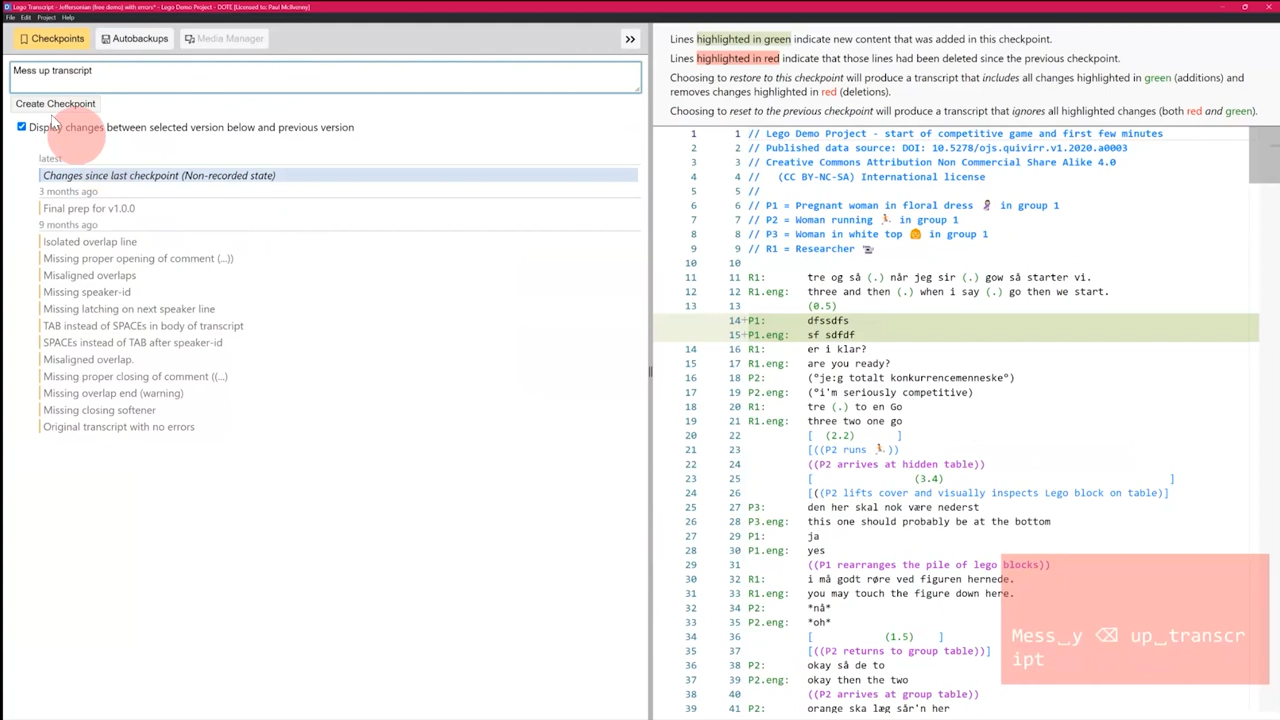 Lego Transcript - Jeffersonian (free demo) with errors* - Lego Demo Project - DOTE [Licensed to: Paul McIlvenny]
File Edit Project Help
Checkpoints Autobackups Media Manager »
Mess up transcript
Create Checkpoint
Display changes between selected version below and previous version
latest
Changes since last checkpoint (Non-recorded state)
3 months ago
Final prep for v1.0.0
9 months ago
Isolated overlap line
Missing proper opening of comment (...))
Misaligned overlaps
Missing speaker-id
Missing latching on next speaker line
TAB instead of SPACEs in body of transcript
SPACEs instead of TAB after speaker-id
Misaligned overlap.
Missing proper closing of comment ((...)
Missing overlap end (warning)
Missing closing softener
Original transcript with no errors
Lines highlighted in green indicate new content that was added in this checkpoint.
Lines highlighted in red indicate that those lines had been deleted since the previous checkpoint.
Choosing to restore to this checkpoint will produce a transcript that includes all changes highlighted in green (additions) and
removes changes highlighted in red (deletions).
Choosing to reset to the previous checkpoint will produce a transcript that ignores all highlighted changes (both red and green).
1 1 // Lego Demo Project - start of competitive game and first few minutes
2 2 // Published data source: DOI: 10.5278/ojs.quivirr.v1.2020.a0003
3 3 // Creative Commons Attribution Non Commercial Share Alike 4.0
4 4 // (CC BY-NC-SA) International license
5 5 //
6 6 // P1 = Pregnant woman in floral dress 🤰 in group 1
7 7 // P2 = Woman running 🏃 in group 1
8 8 // P3 = Woman in white top 👩 in group 1
9 9 // R1 = Researcher
10 10
11 11 R1: tre og så (.) når jeg sir (.) gow så starter vi.
12 12 R1.eng: three and then (.) when i say (.) go then we start.
13 13 (0.5)
14+ P1: dfssdfs
15+ P1.eng: sf sdfdf
14 16 R1: er i klar?
15 17 R1.eng: are you ready?
16 18 P2: (°je:g totalt konkurrencemenneske°)
17 19 P2.eng: (°i'm seriously competitive)
18 20 R1: tre (.) to en Go
19 21 R1.eng: three two one go
20 22 [ (2.2) ]
21 23 [((P2 runs 🏃))
22 24 ((P2 arrives at hidden table))
23 25 [ (3.4) ]
24 26 [((P2 lifts cover and visually inspects Lego block on table)]
25 27 P3: den her skal nok være nederst
26 28 P3.eng: this one should probably be at the bottom
27 29 P1: ja
28 30 P1.eng: yes
29 31 ((P1 rearranges the pile of lego blocks))
30 32 R1: i må godt røre ved figuren hernede.
31 33 R1.eng: you may touch the figure down here.
32 34 P2: *nå*
33 35 P2.eng: *oh*
34 36 [ (1.5) ]
35 37 [((P2 returns to group table))]
36 38 P2: okay så de to
37 39 P2.eng: okay then the two
38 40 ((P2 arrives at group table))
39 41 P2: orange ska læg sår'n her
Mess␣y ⌫ up␣transcr
ipt